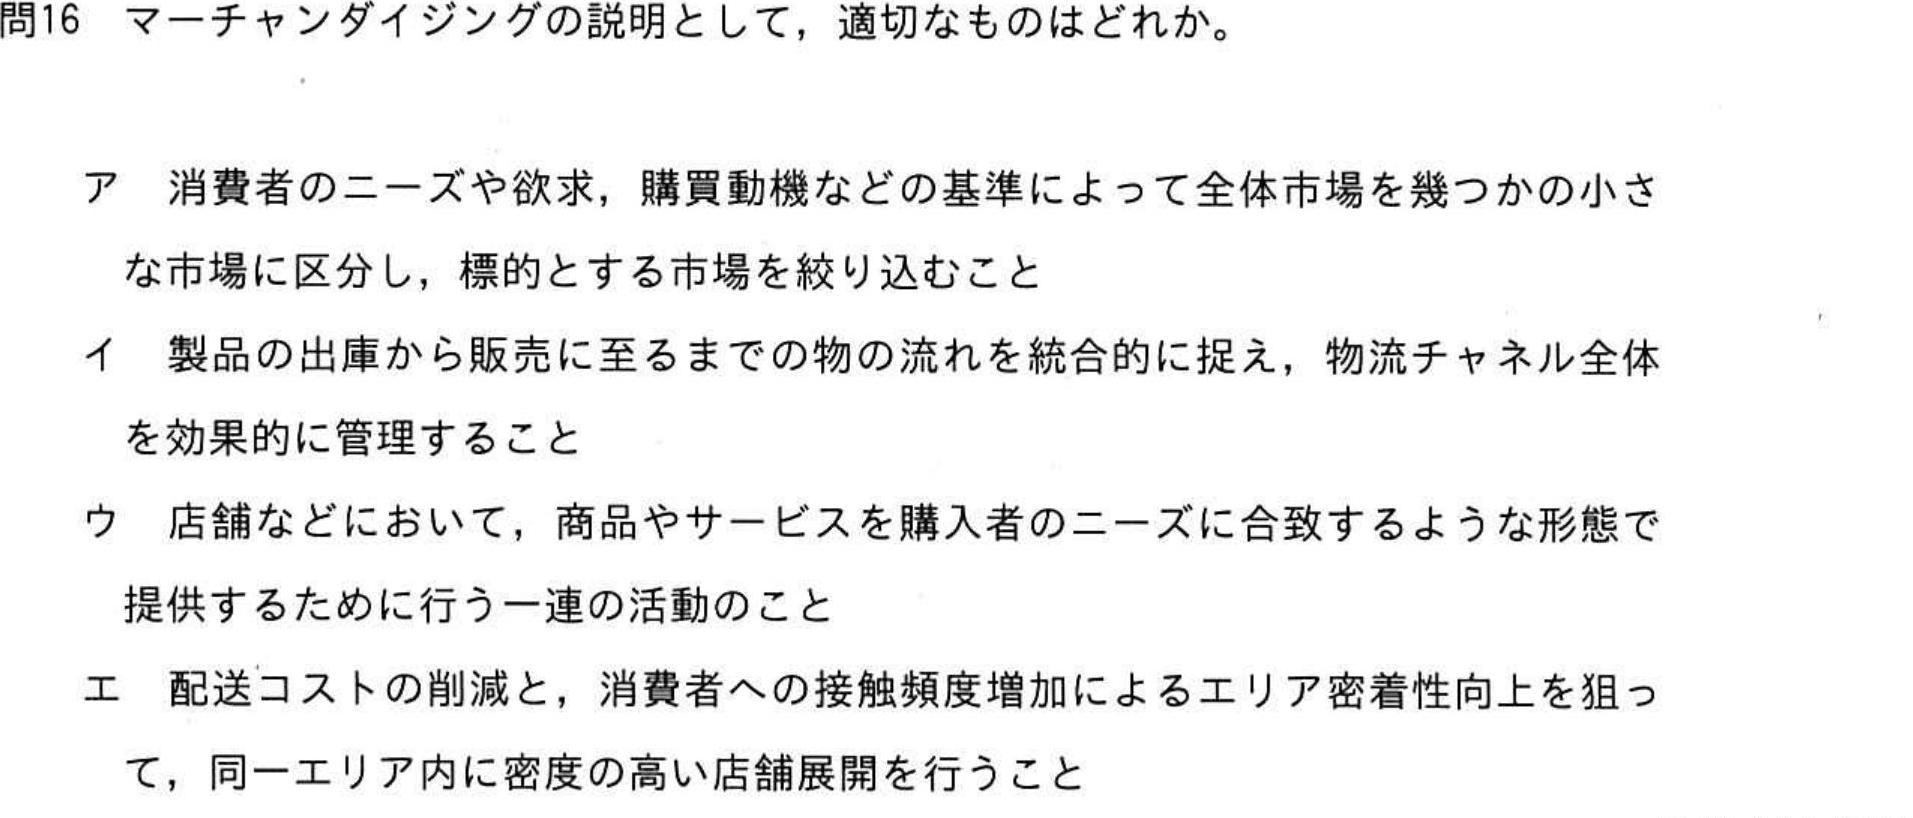 問16 マーチャンダイジングの説明として，適切なものはどれか。
ア 消費者のニーズや欲求，購買動機などの基準によって全体市場を幾つかの小さ
な市場に区分し，標的とする市場を絞り込むこと
イ 製品の出庫から販売に至るまでの物の流れを統合的に捉え，物流チャネル全体
を効果的に管理すること
ウ 店舗などにおいて，商品やサービスを購入者のニーズに合致するような形態で
提供するために行う一連の活動のこと
エ 配送コストの削減と，消費者への接触頻度増加によるエリア密着性向上を狙っ
て，同一エリア内に密度の高い店舗展開を行うこと